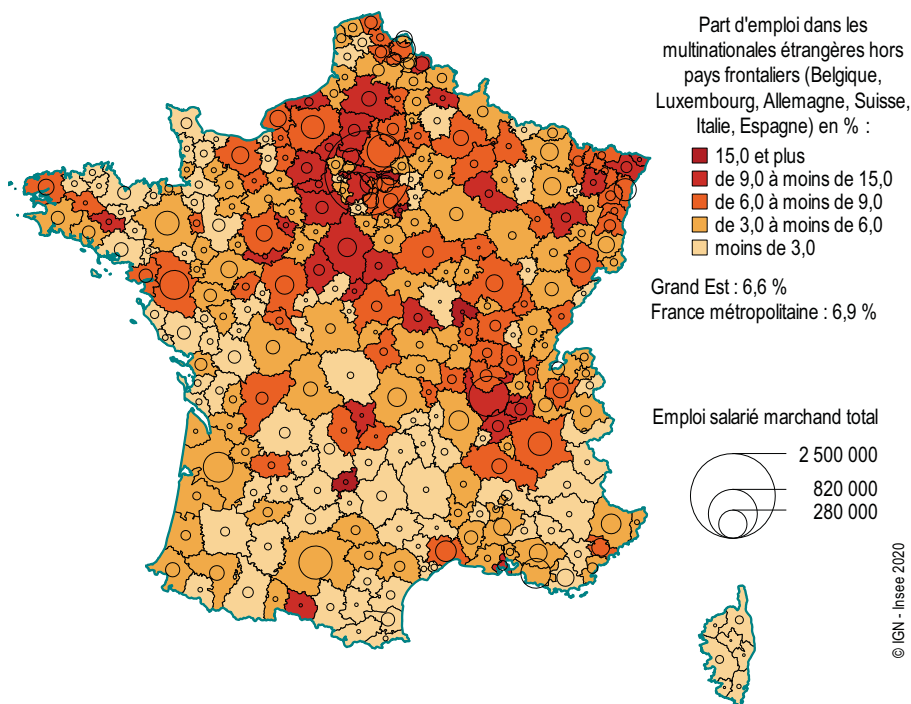 Part d'emploi dans les
multinationales étrangères hors
pays frontaliers (Belgique,
Luxembourg, Allemagne, Suisse,
Italie, Espagne) en % :
15,0 et plus
de 9,0 à moins de 15,0
de 6,0 à moins de 9,0
de 3,0 à moins de 6,0
moins de 3,0
Grand Est : 6,6 %
France métropolitaine : 6,9 %
Emploi salarié marchand total
2 500 000
820 000
280 000
© IGN - Insee 2020